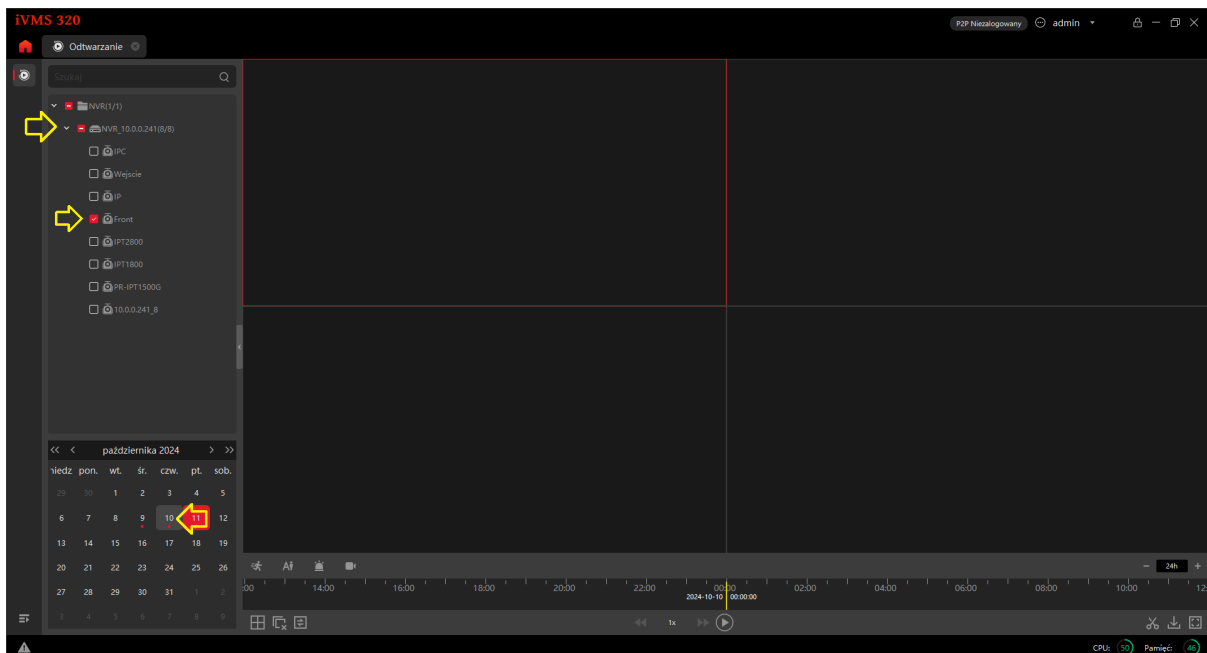 iVMS 320
P2P Niezalogowany admin
Odtwarzanie
Szukaj
NVR(1/1)
NVR_10.0.0.241(8/8)
IPC
Wejscie
IP
Front
IPT2800
IPT1800
PR-IPT1500G
10.0.0.241_8
października 2024
niedz pon. wt. śr. czw. pt. sob.
29 30 1 2 3 4 5
6 7 8 9 10 11 12
13 14 15 16 17 18 19
20 21 22 23 24 25 26
27 28 29 30 31 1 2
3 4 5 6 7 8 9
24h
:00 14:00 16:00 18:00 20:00 22:00 00:00 02:00 04:00 06:00 08:00 10:00 12:
2024-10-10 00:00:00
1x
CPU: 50 Pamięć: 46